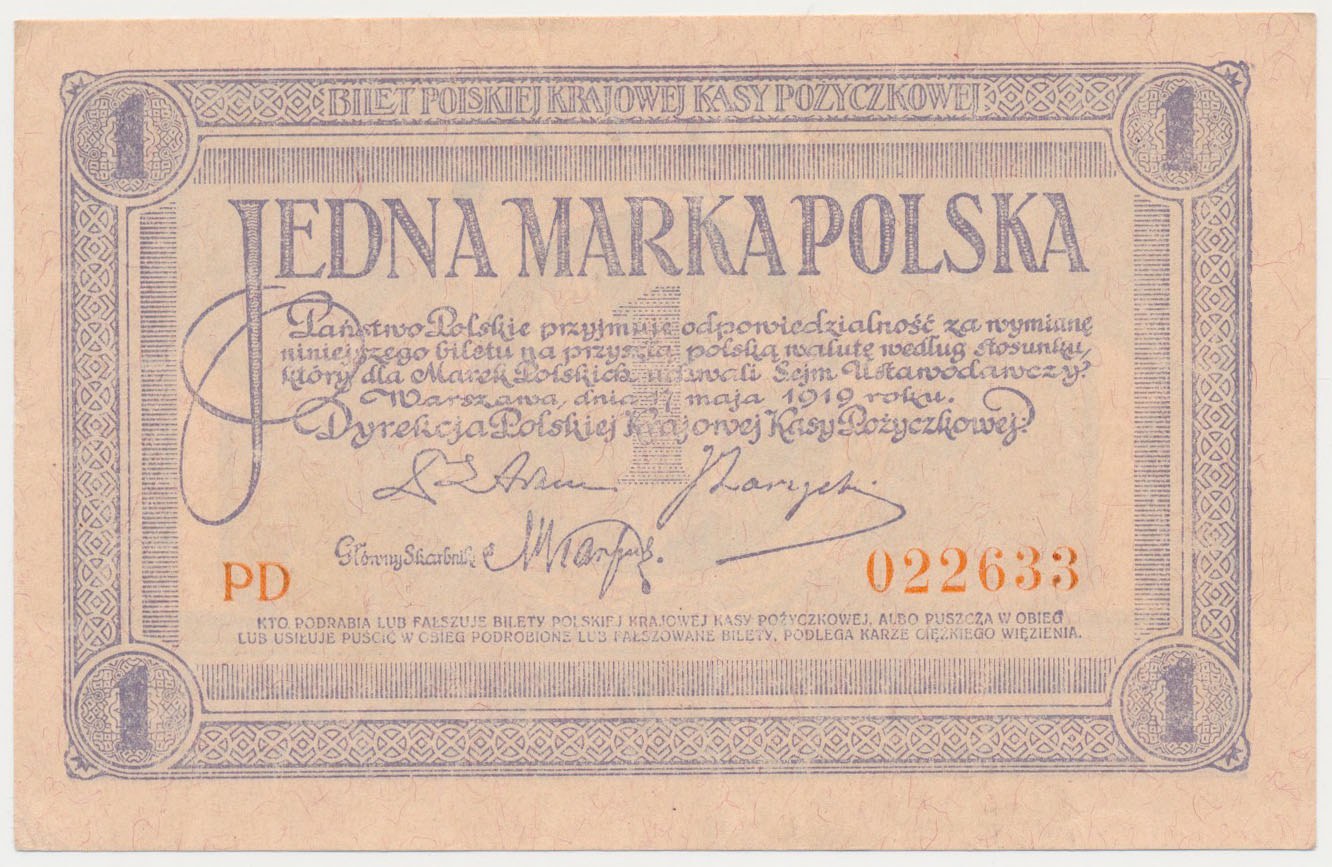 1 BILET POLSKIEJ KRAJOWEJ KASY POŻYCZKOWEJ 1
JEDNA MARKA POLSKA
1
Państwo Polskie przyjmuje odpowiedzialność za wymianę
niniejszego biletu na przyszłą polską walutę według stosunku,
który dla Marek Polskich uchwali Sejm Ustawodawczy.
Warszawa, dnia 17 maja 1919 roku.
Dyrekcja Polskiej Krajowej Kasy Pożyczkowej
Główny Skarbnik
PD 022633
KTO PODRABIA LUB FAŁSZUJE BILETY POLSKIEJ KRAJOWEJ KASY POŻYCZKOWEJ, ALBO PUSZCZA W OBIEG
LUB USIŁUJE PUŚCIĆ W OBIEG PODROBIONE LUB FAŁSZOWANE BILETY, PODLEGA KARZE CIĘŻKIEGO WIĘZIENIA.
1 1